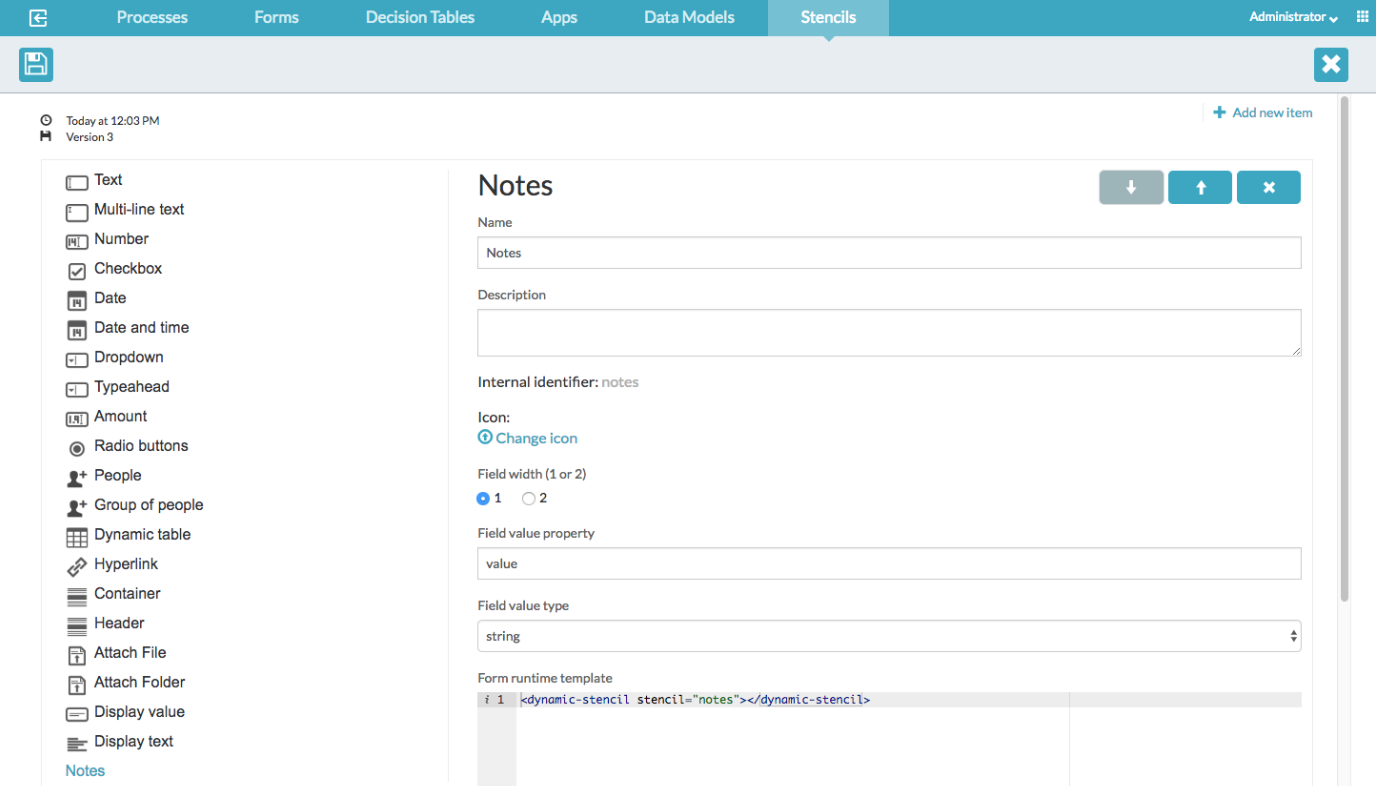 Processes Forms Decision Tables Apps Data Models Stencils Administrator
Today at 12:03 PM
Version 3
Add new item
Text
Multi-line text
Number
Checkbox
Date
Date and time
Dropdown
Typeahead
Amount
Radio buttons
People
Group of people
Dynamic table
Hyperlink
Container
Header
Attach File
Attach Folder
Display value
Display text
Notes
Notes
Name
Notes
Description
Internal identifier: notes
Icon:
Change icon
Field width (1 or 2)
1 2
Field value property
value
Field value type
string
Form runtime template
i 1 <dynamic-stencil stencil="notes"></dynamic-stencil>